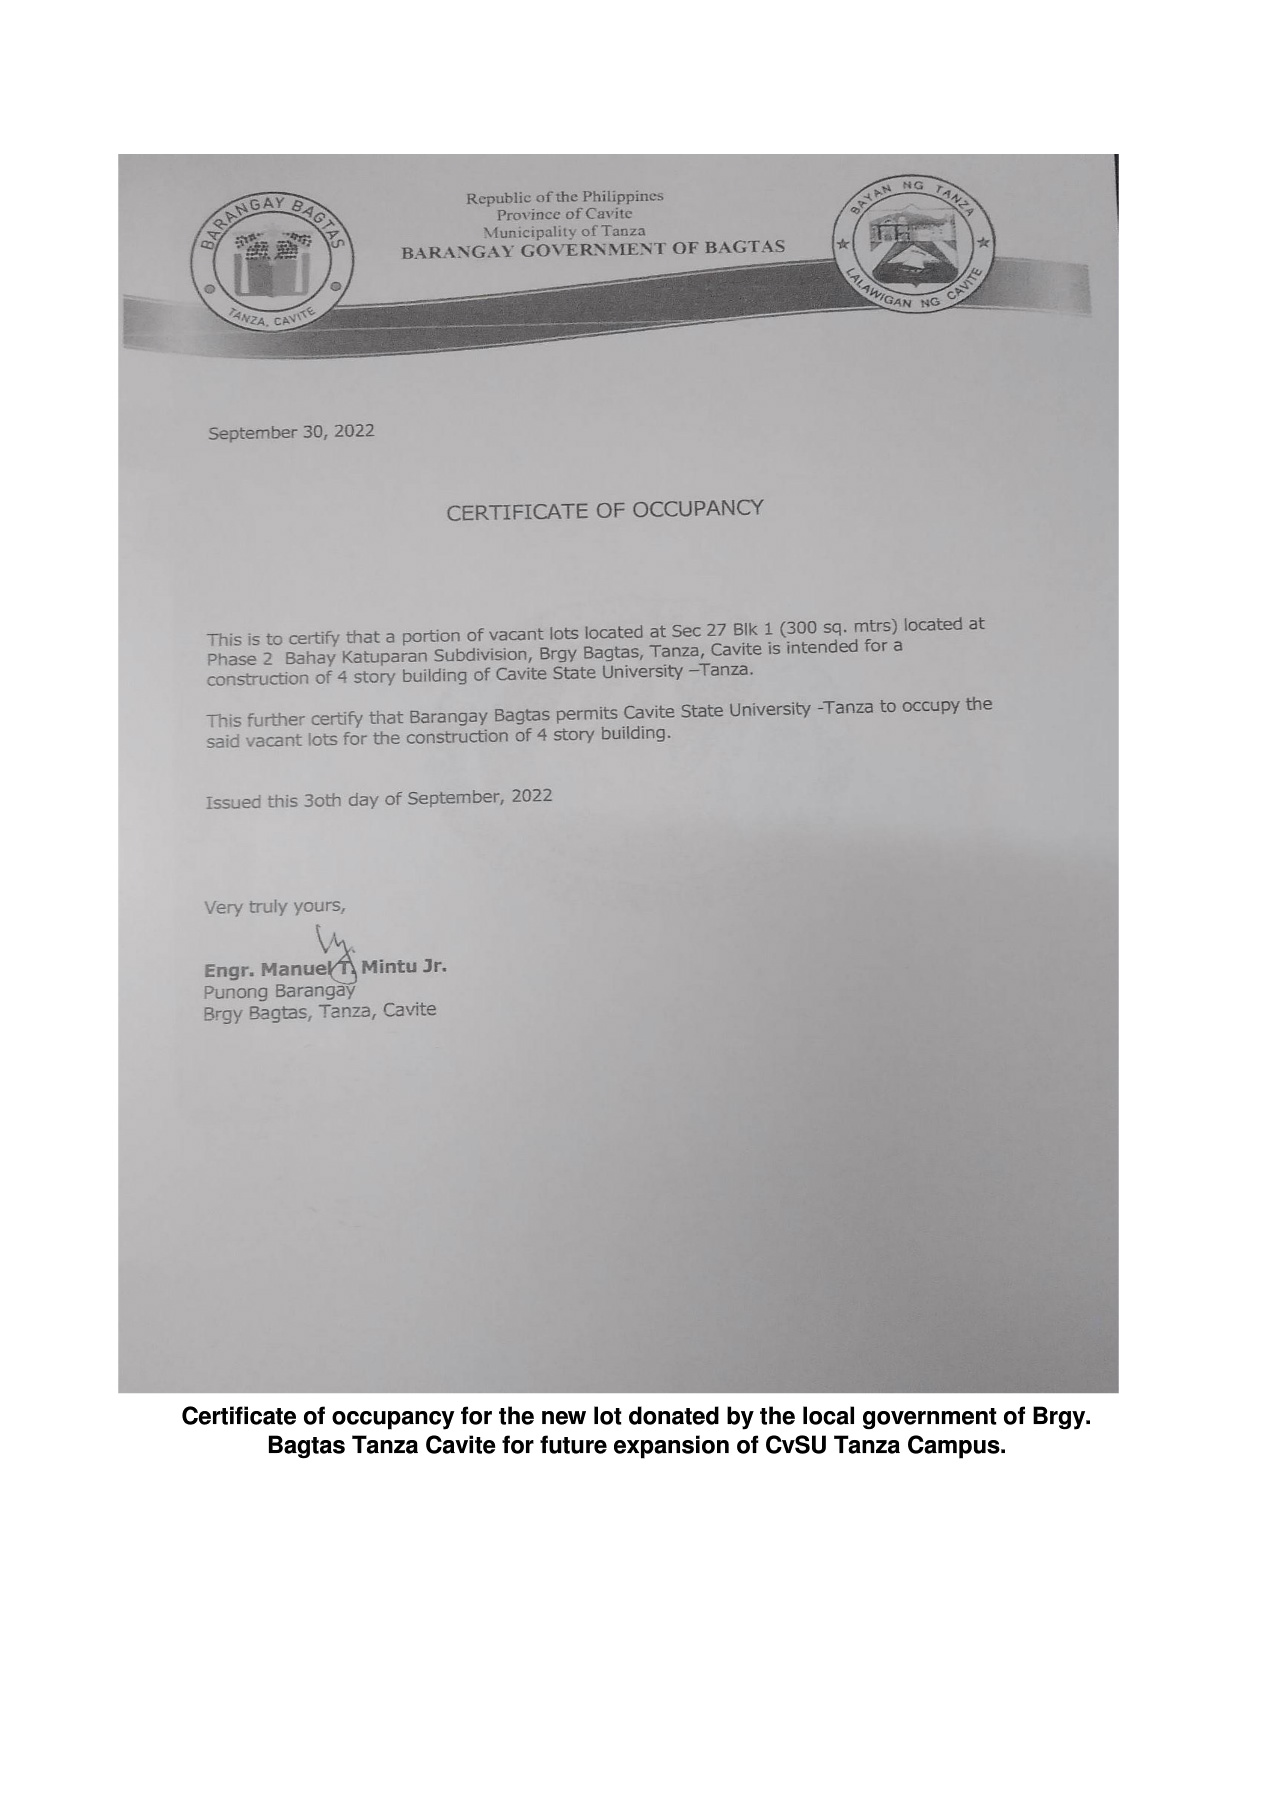 BARANGAY BAGTAS
TANZA, CAVITE
Republic of the Philippines
Province of Cavite
Municipality of Tanza
BARANGAY GOVERNMENT OF BAGTAS
BAYAN NG TANZA
LALAWIGAN NG CAVITE
September 30, 2022
CERTIFICATE OF OCCUPANCY
This is to certify that a portion of vacant lots located at Sec 27 Blk 1 (300 sq. mtrs) located at
Phase 2 Bahay Katuparan Subdivision, Brgy Bagtas, Tanza, Cavite is intended for a
construction of 4 story building of Cavite State University –Tanza.
This further certify that Barangay Bagtas permits Cavite State University -Tanza to occupy the
said vacant lots for the construction of 4 story building.
Issued this 3oth day of September, 2022
Very truly yours,
Engr. Manuel T. Mintu Jr.
Punong Barangay
Brgy Bagtas, Tanza, Cavite
Certificate of occupancy for the new lot donated by the local government of Brgy.
Bagtas Tanza Cavite for future expansion of CvSU Tanza Campus.